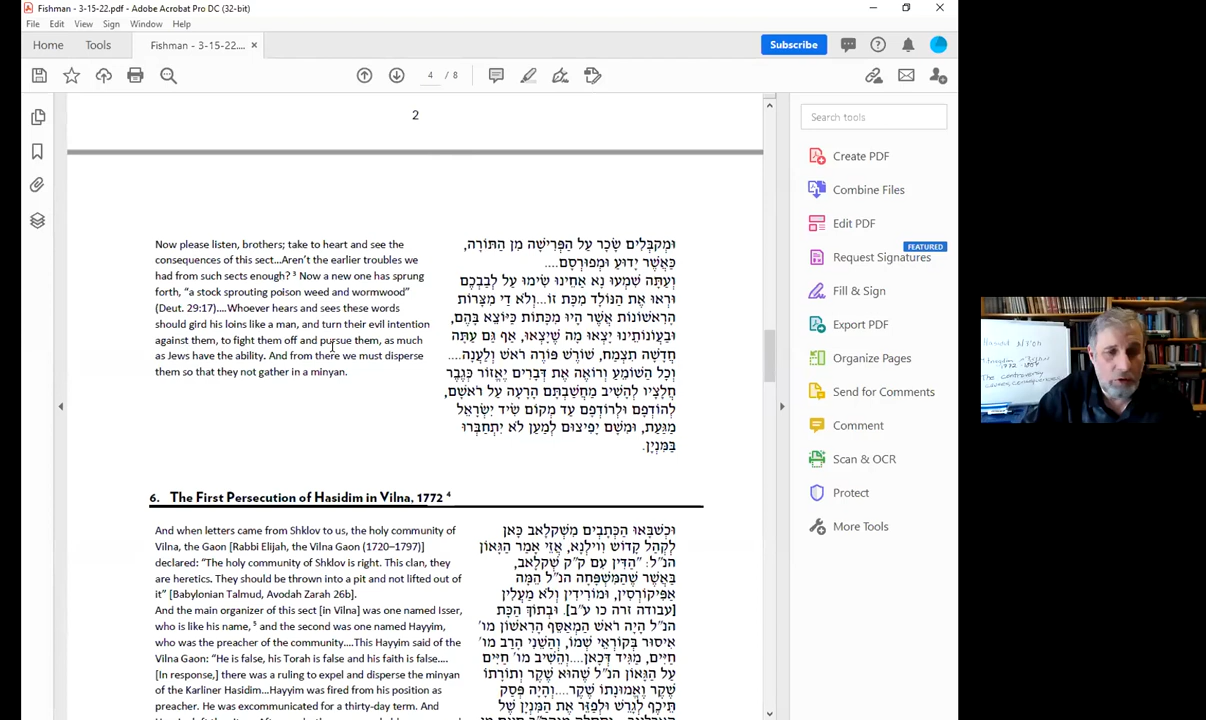 Fishman - 3-15-22.pdf - Adobe Acrobat Pro DC (32-bit)
File Edit View Sign Window Help
Home Tools Fishman - 3-15-22.... ×
Subscribe
4 / 8
2
Search tools
Create PDF
Combine Files
Edit PDF
FEATURED
Request Signatures
Fill & Sign
Export PDF
Organize Pages
Send for Comments
Comment
Scan & OCR
Protect
More Tools
Now please listen, brothers; take to heart and see the
consequences of this sect...Aren't the earlier troubles we
had from such sects enough? 3 Now a new one has sprung
forth, "a stock sprouting poison weed and wormwood"
(Deut. 29:17)....Whoever hears and sees these words
should gird his loins like a man, and turn their evil intention
against them, to fight them off and pursue them, as much
as Jews have the ability. And from there we must disperse
them so that they not gather in a minyan.
וּמְקַבְּלִים שָׂכָר עַל הַפְּרִישָׁה מִן הַתּוֹרָה,
כַּאֲשֶׁר יָדוּעַ וּמְפוּרְסָם....
וְעַתָּה שִׁמְעוּ נָא אַחֵינוּ שִׂימוּ עַל לְבַבְכֶם
וּרְאוּ אֶת הַנּוֹלָד מִכַּת זוֹ...וְלֹא דַי מִצָּרוֹת
הָרִאשׁוֹנוֹת אֲשֶׁר הָיוּ מִכִּתּוֹת כַּיּוֹצֵא בָּהֶם,
וּבַעֲווֹנוֹתֵינוּ יָצְאוּ מַה שֶׁיָּצְאוּ, אַף גַּם עַתָּה
חֲדָשָׁה תִצְמַח, שׁוֹרֶשׁ פּוֹרֶה רֹאשׁ וְלַעֲנָה....
וְכָל הַשּׁוֹמֵעַ וְרוֹאֶה אֶת דְּבָרִים יֶאֱזוֹר כְּגֶבֶר
חֲלָצָיו לְהָשִׁיב מַחֲשַׁבְתָּם הָרָעָה עַל רֹאשָׁם,
לְהוֹדְפָם וּלְרוֹדְפָם עַד מְקוֹם שֶׁיַּד יִשְׂרָאֵל
מַגַּעַת, וּמִשָּׁם יְפִיצוּם לְמַעַן לֹא יִתְחַבְּרוּ
בַּמִּנְיָן.
6. The First Persecution of Hasidim in Vilna, 1772 4
And when letters came from Shklov to us, the holy community of
Vilna, the Gaon [Rabbi Elijah, the Vilna Gaon (1720–1797)]
declared: "The holy community of Shklov is right. This clan, they
are heretics. They should be thrown into a pit and not lifted out of
it" [Babylonian Talmud, Avodah Zarah 26b].
And the main organizer of this sect [in Vilna] was one named Isser,
who is like his name, 5 and the second was one named Hayyim,
who was the preacher of the community....This Hayyim said of the
Vilna Gaon: "He is false, his Torah is false and his faith is false....
[In response,] there was a ruling to expel and disperse the minyan
of the Karliner Hasidim...Hayyim was fired from his position as
preacher. He was excommunicated for a thirty-day term. And
וּכְשֶׁבָּאוּ הַכְּתָבִים מִשְׁקְלָאב כָּאן
לִקְהַל קָדוֹשׁ ווִילְנָא, אֲזַי אָמַר הַגָּאוֹן
הנ"ל: "הַדִּין עִם ק"ק שְׁקְלָאב,
בַּאֲשֶׁר שֶׁהַמִּשְׁפָּחָה הנ"ל הֵמָּה
אַפִּיקוֹרְסִין, וּמוֹרִידִין וְלֹא מַעֲלִין
[עבודה זרה כו ע"ב]. וּבְתוֹךְ הַכַּת
הנ"ל הָיָה רֹאשׁ הַמְאַסֵּף הָרִאשׁוֹן מו'
אִיסוּר בְּקוֹרְאֵי שְׁמוֹ, וְהַשֵּׁנִי הָרַב מו'
חַיִּים, מַגִּיד דְּכָאן....וְהֵשִׁיב מו' חַיִּים
עַל הַגָּאוֹן הנ"ל שֶׁהוּא שֶׁקֶר וְתוֹרָתוֹ
שֶׁקֶר וֶאֱמוּנָתוֹ שֶׁקֶר....וְהָיָה פְּסַק
תֵּיכֶף לְגָרֵשׁ וּלְפַזֵּר אֶת הַמִּנְיָן שֶׁל